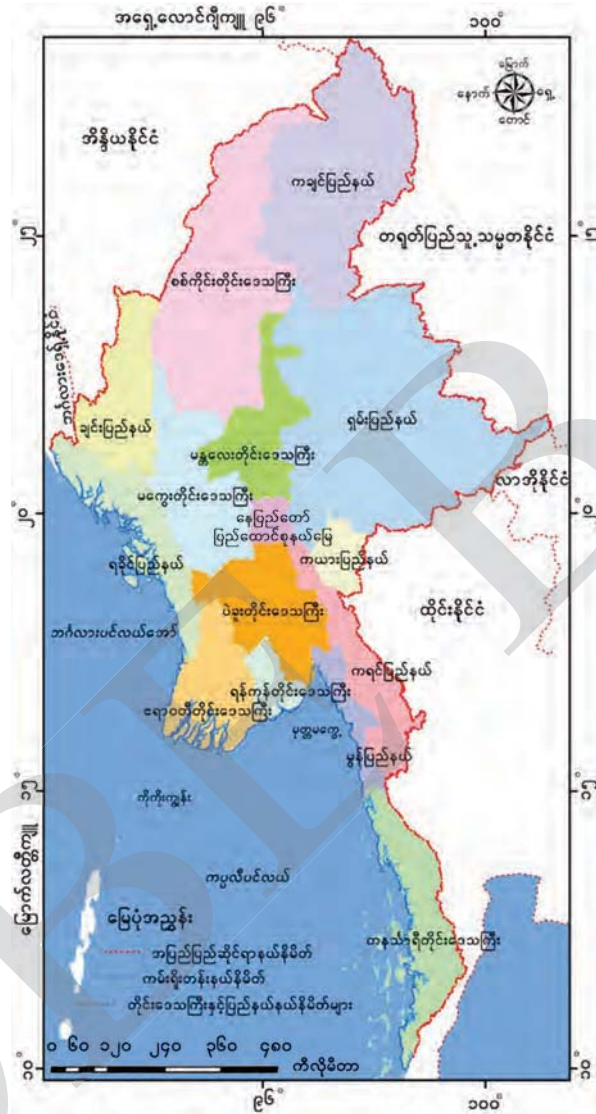 အရှေ့လောင်ဂျီကျူ ၉၆° ၁၀၀°
မြောက်
နောက် ရှေ့
တောင်
အိန္ဒိယနိုင်ငံ
ကချင်ပြည်နယ်
၂၅° ၂၅°
တရုတ်ပြည်သူ့သမ္မတနိုင်ငံ
စစ်ကိုင်းတိုင်းဒေသကြီး
ချင်းပြည်နယ်
ရှမ်းပြည်နယ်
မန္တလေးတိုင်းဒေသကြီး
လာအိုနိုင်ငံ
မကွေးတိုင်းဒေသကြီး
၂၀° ၂၀°
နေပြည်တော်
ပြည်ထောင်စုနယ်မြေ
ရခိုင်ပြည်နယ်
ကယားပြည်နယ်
ပဲခူးတိုင်းဒေသကြီး
ထိုင်းနိုင်ငံ
ဘင်္ဂလားပင်လယ်အော်
ကရင်ပြည်နယ်
ရန်ကုန်တိုင်းဒေသကြီး
ဧရာဝတီတိုင်းဒေသကြီး
မုတ္တမကွေ့
မွန်ပြည်နယ်
၁၅° ၁၅°
ကိုကိုးကျွန်း
မြောက်လတ္တီကျူ
ကပ္ပလီပင်လယ်
မြေပုံအညွှန်း
တနင်္သာရီတိုင်းဒေသကြီး
အပြည်ပြည်ဆိုင်ရာနယ်နိမိတ်
ကမ်းရိုးတန်းနယ်နိမိတ်
တိုင်းဒေသကြီးနှင့်ပြည်နယ်နယ်နိမိတ်များ
၀ ၆၀ ၁၂၀ ၂၄၀ ၃၆၀ ၄၈၀
ကီလိုမီတာ
၁၀° ၁၀°
၉၆° ၁၀၀°